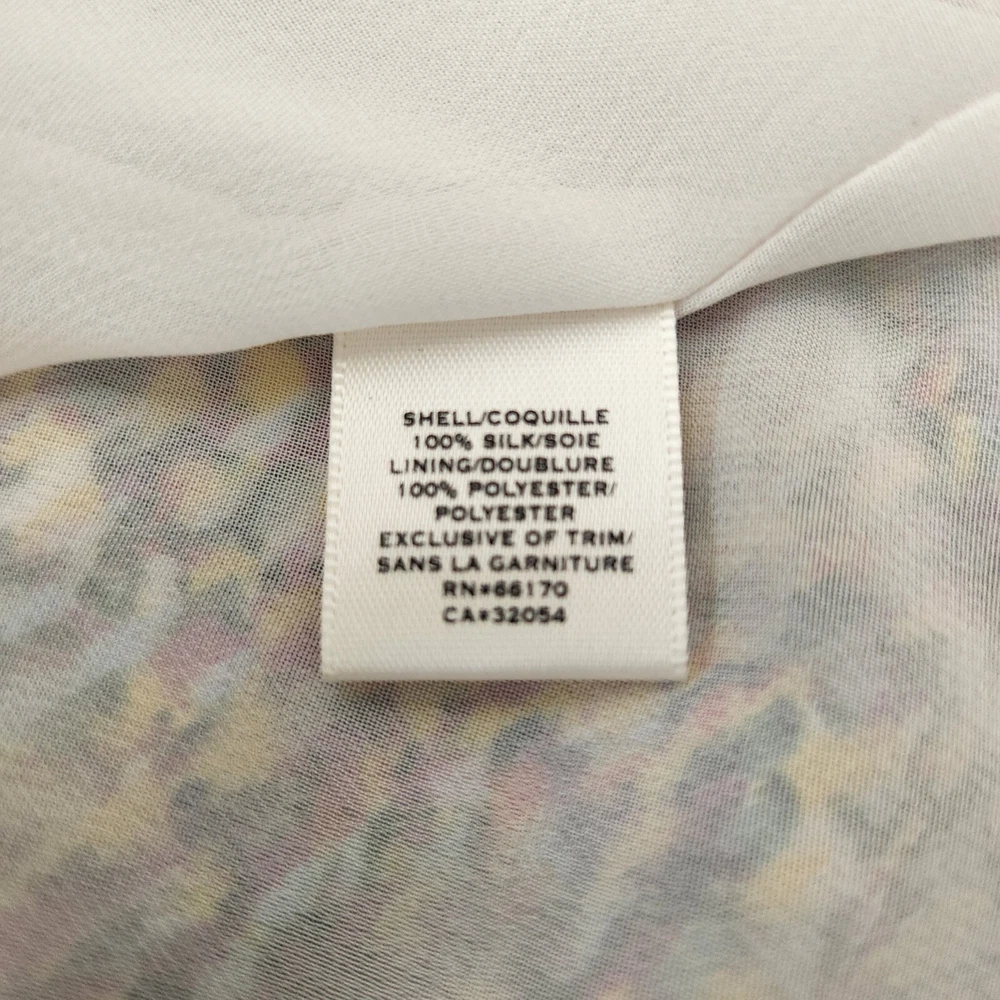 SHELL/COQUILLE
100% SILK/SOIE
LINING/DOUBLURE
100% POLYESTER/
POLYESTER
EXCLUSIVE OF TRIM/
SANS LA GARNITURE
RN#66170
CA#32054